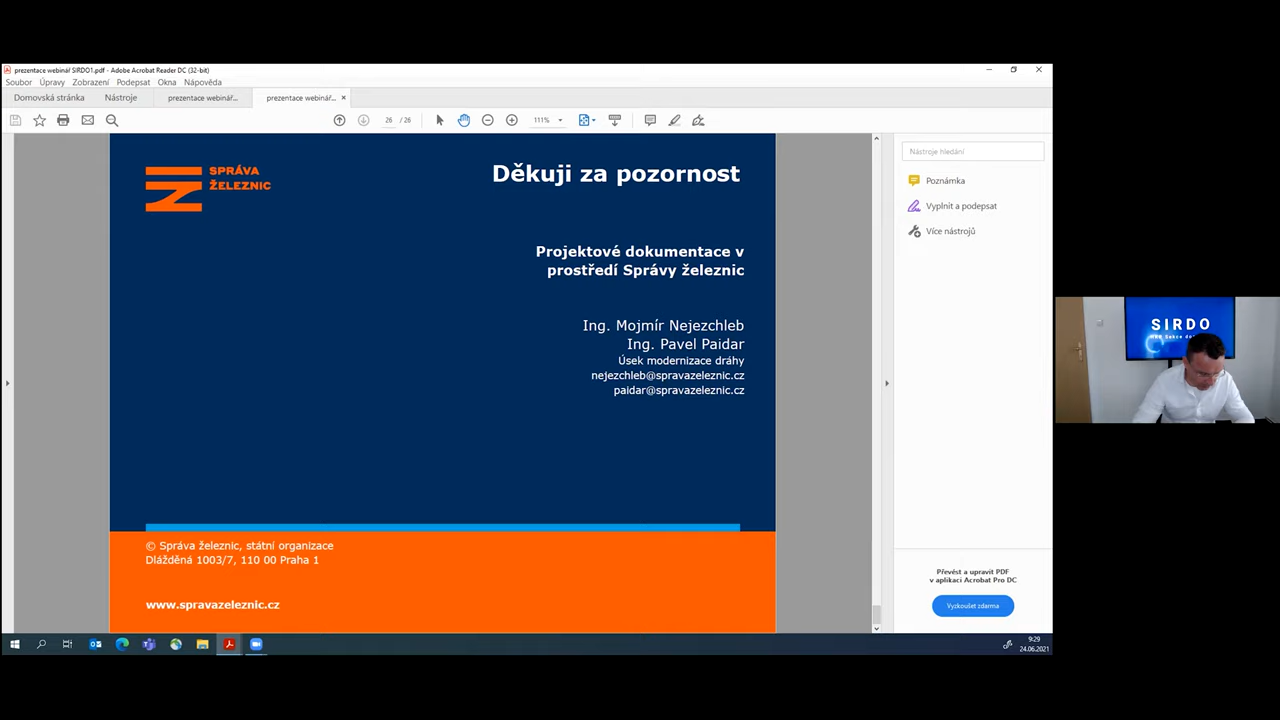 prezentace webinář SIRDO1.pdf - Adobe Acrobat Reader DC (32-bit)
Soubor Úpravy Zobrazení Podepsat Okna Nápověda
Domovská stránka Nástroje prezentace webinář... prezentace webinář... ×
26 / 26 111%
SPRÁVA
ŽELEZNIC
Děkuji za pozornost
Projektové dokumentace v
prostředí Správy železnic
Ing. Mojmír Nejezchleb
Ing. Pavel Paidar
Úsek modernizace dráhy
nejezchleb@spravazeleznic.cz
paidar@spravazeleznic.cz
© Správa železnic, státní organizace
Dlážděná 1003/7, 110 00 Praha 1
www.spravazeleznic.cz
Nástroje hledání
Poznámka
Vyplnit a podepsat
Více nástrojů
Převést a upravit PDF
v aplikaci Acrobat Pro DC
Vyzkoušet zdarma
SIRDO
9:29
24.06.2021